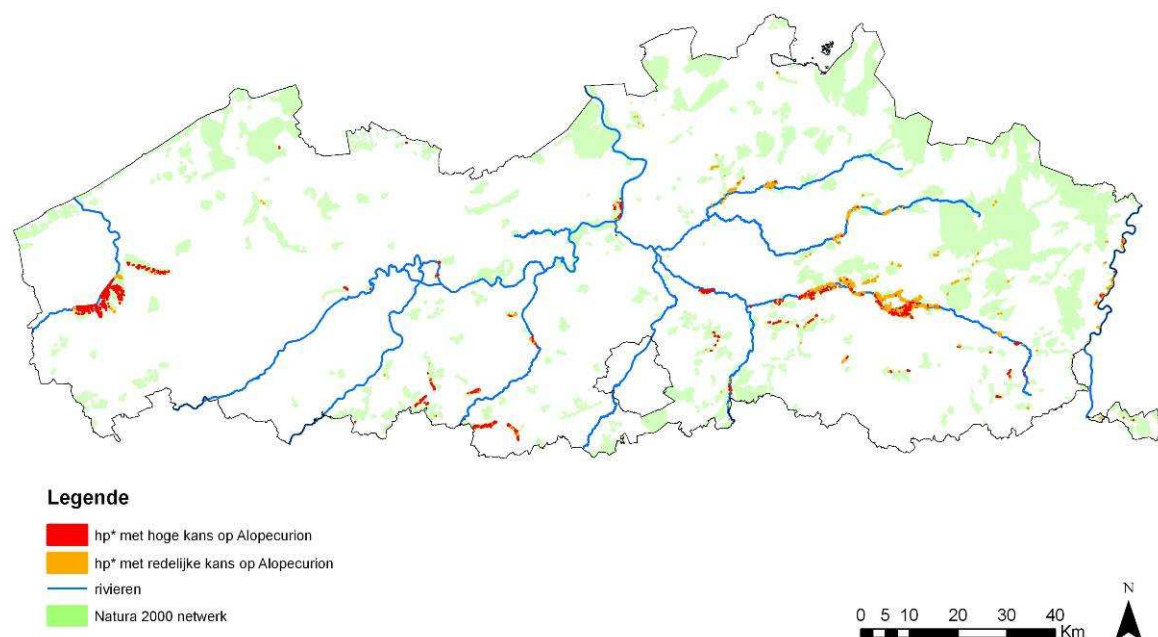 Legende
hp* met hoge kans op Alopecurion
hp* met redelijke kans op Alopecurion
rivieren
Natura 2000 netwerk
N
0 5 10 20 30 40
Km